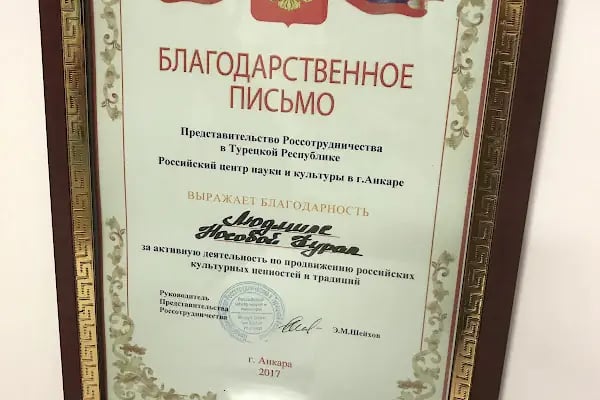 БЛАГОДАРСТВЕННОЕ
ПИСЬМО
Представительство Россотрудничества
в Турецкой Республике
Российский центр науки и культуры в г.Анкаре
ВЫРАЖАЕТ БЛАГОДАРНОСТЬ
Людмиле
Носовой Курал
за активную деятельность по продвижению российских
культурных ценностей и традиций
Руководитель
Представительства
Россотрудничества
Э.М.Шейхов
г. Анкара
2017